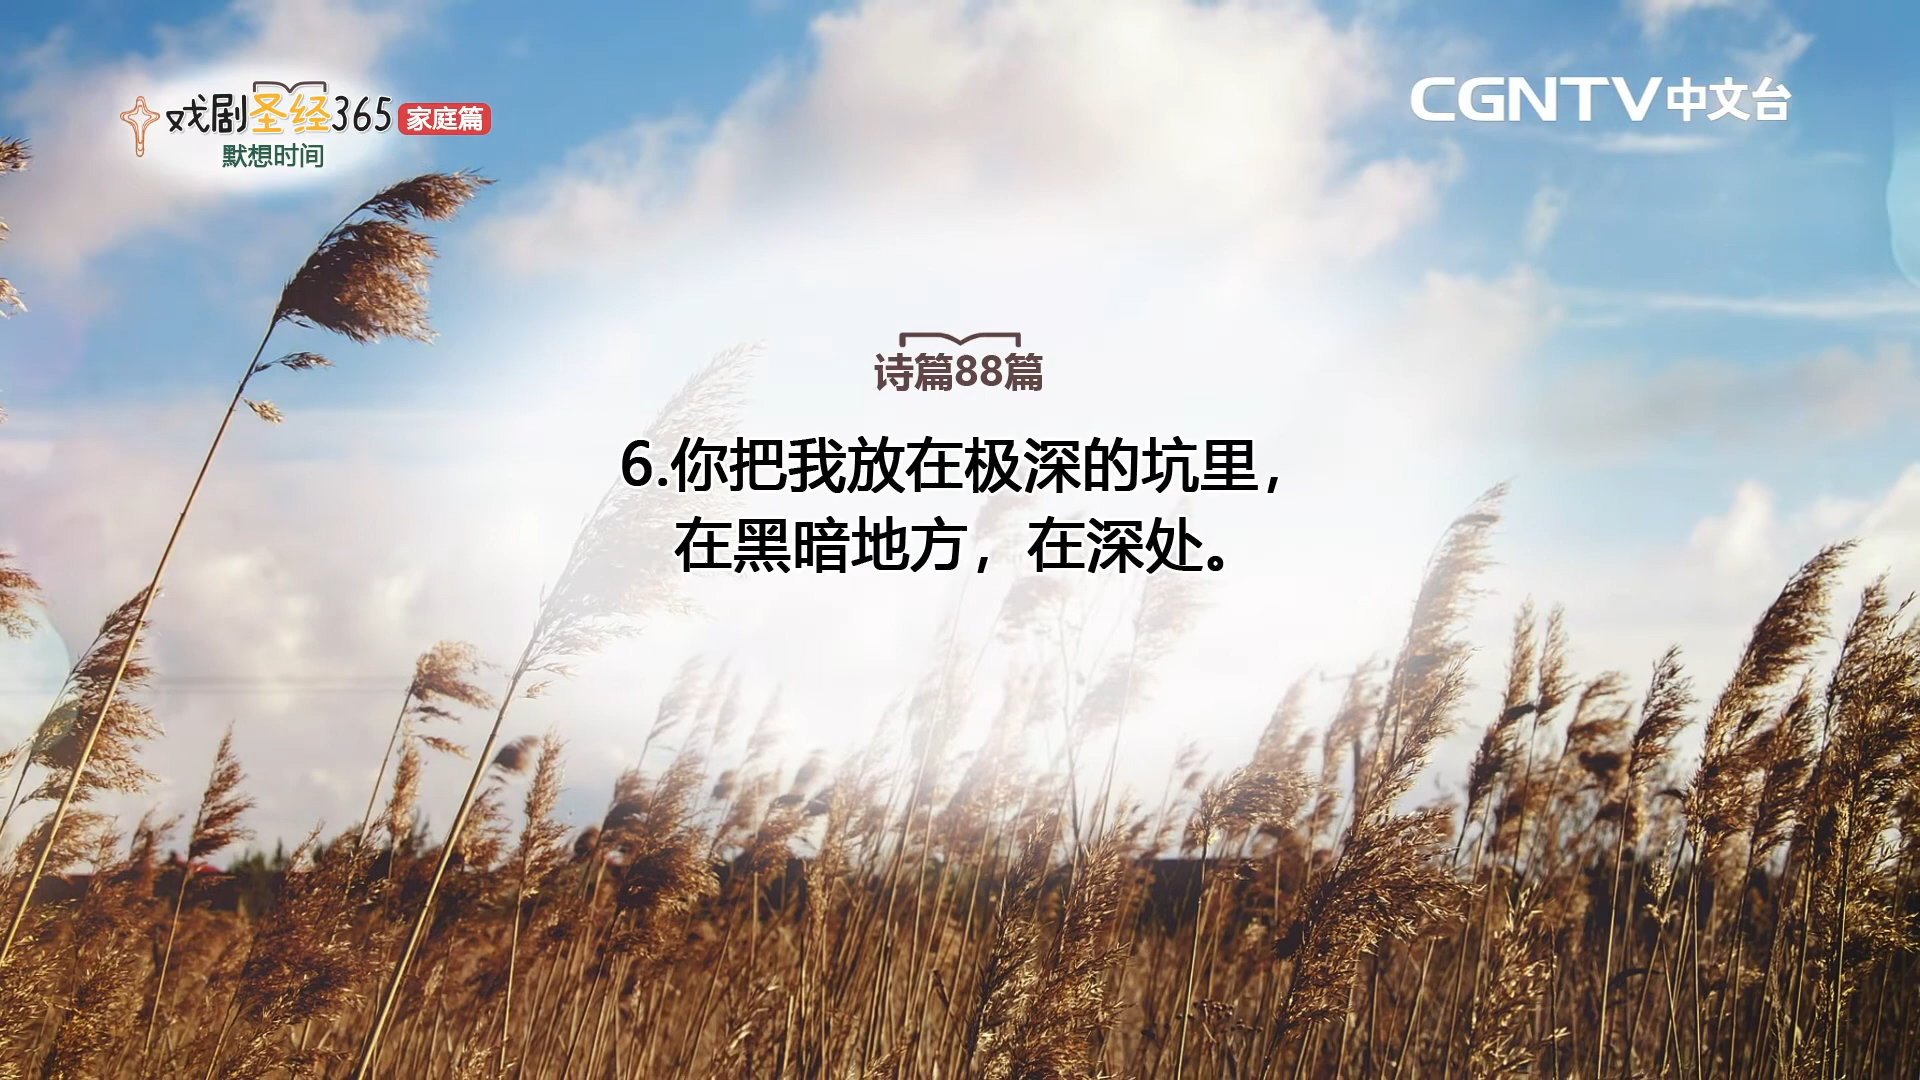 戏剧圣经365 家庭篇
默想时间
CGNTV中文台
诗篇88篇
6.你把我放在极深的坑里，
在黑暗地方，在深处。